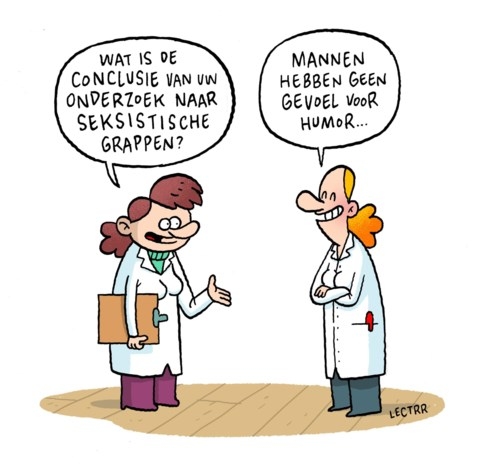 WAT IS DE
CONCLUSIE VAN UW
ONDERZOEK NAAR
SEKSISTISCHE
GRAPPEN?
MANNEN
HEBBEN GEEN
GEVOEL VOOR
HUMOR...
LECTRR